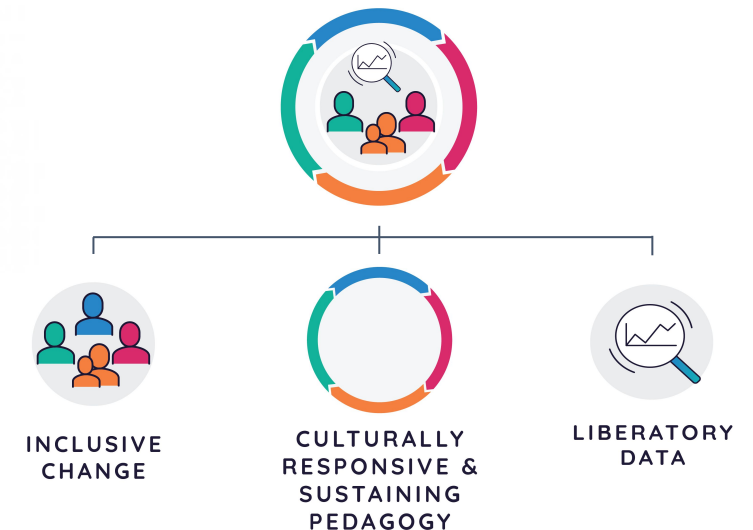 INCLUSIVE
CHANGE
CULTURALLY
RESPONSIVE &
SUSTAINING
PEDAGOGY
LIBERATORY
DATA